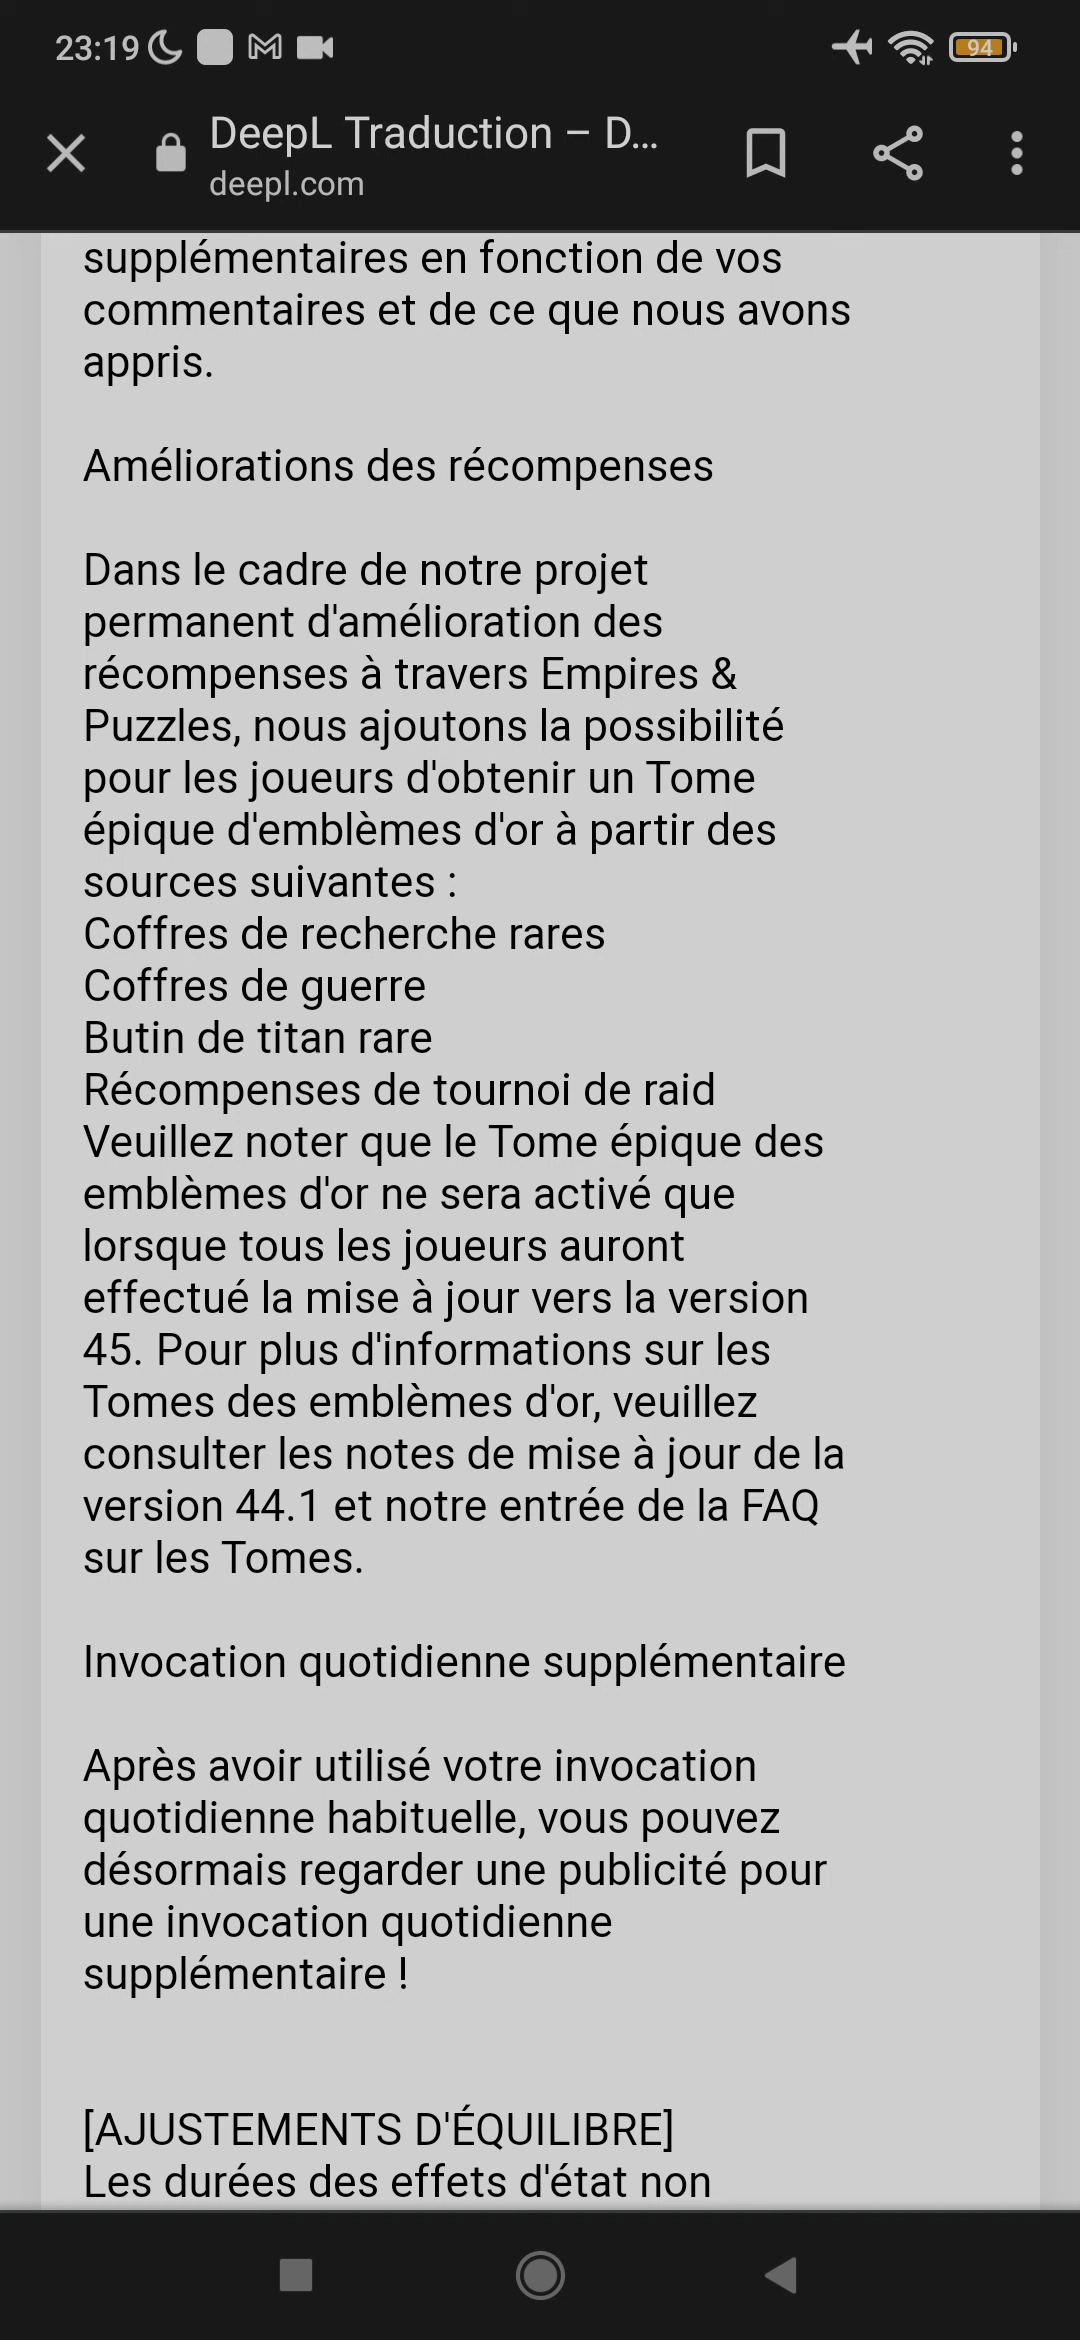 23:19
94
DeepL Traduction – D...
deepl.com
supplémentaires en fonction de vos
commentaires et de ce que nous avons
appris.
Améliorations des récompenses
Dans le cadre de notre projet
permanent d'amélioration des
récompenses à travers Empires &
Puzzles, nous ajoutons la possibilité
pour les joueurs d'obtenir un Tome
épique d'emblèmes d'or à partir des
sources suivantes :
Coffres de recherche rares
Coffres de guerre
Butin de titan rare
Récompenses de tournoi de raid
Veuillez noter que le Tome épique des
emblèmes d'or ne sera activé que
lorsque tous les joueurs auront
effectué la mise à jour vers la version
45. Pour plus d'informations sur les
Tomes des emblèmes d'or, veuillez
consulter les notes de mise à jour de la
version 44.1 et notre entrée de la FAQ
sur les Tomes.
Invocation quotidienne supplémentaire
Après avoir utilisé votre invocation
quotidienne habituelle, vous pouvez
désormais regarder une publicité pour
une invocation quotidienne
supplémentaire !
[AJUSTEMENTS D'ÉQUILIBRE]
Les durées des effets d'état non